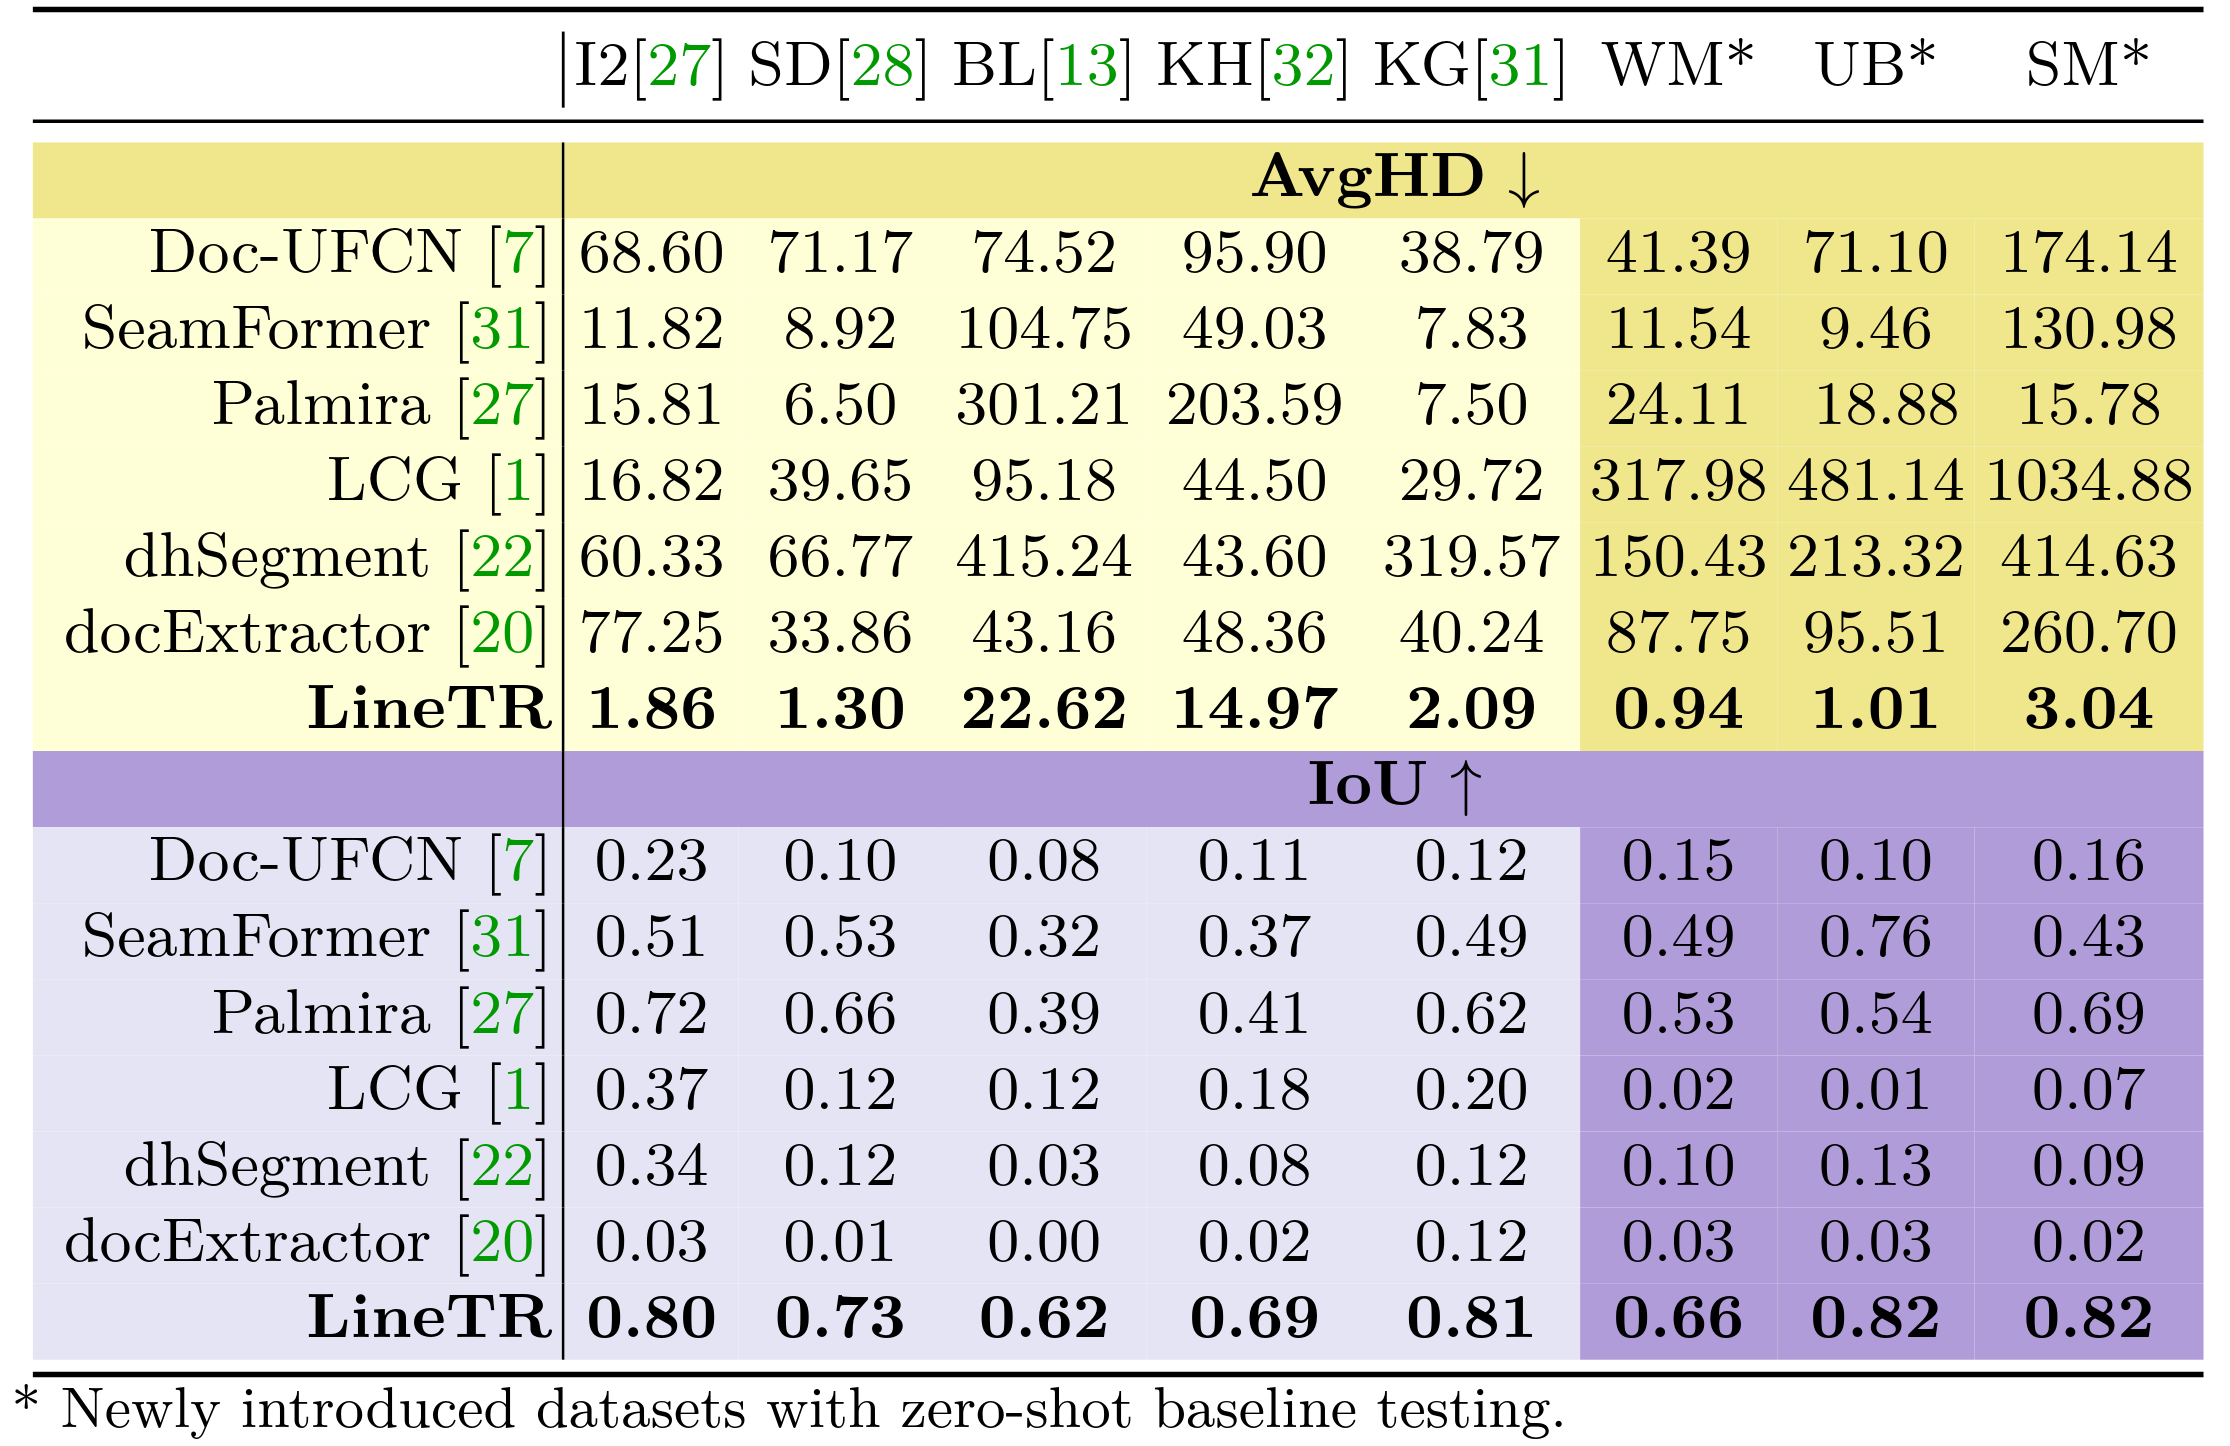 I2[27] SD[28] BL[13] KH[32] KG[31] WM* UB* SM*
AvgHD ↓
Doc-UFCN [7] 68.60 71.17 74.52 95.90 38.79 41.39 71.10 174.14
SeamFormer [31] 11.82 8.92 104.75 49.03 7.83 11.54 9.46 130.98
Palmira [27] 15.81 6.50 301.21 203.59 7.50 24.11 18.88 15.78
LCG [1] 16.82 39.65 95.18 44.50 29.72 317.98 481.14 1034.88
dhSegment [22] 60.33 66.77 415.24 43.60 319.57 150.43 213.32 414.63
docExtractor [20] 77.25 33.86 43.16 48.36 40.24 87.75 95.51 260.70
LineTR 1.86 1.30 22.62 14.97 2.09 0.94 1.01 3.04
IoU ↑
Doc-UFCN [7] 0.23 0.10 0.08 0.11 0.12 0.15 0.10 0.16
SeamFormer [31] 0.51 0.53 0.32 0.37 0.49 0.49 0.76 0.43
Palmira [27] 0.72 0.66 0.39 0.41 0.62 0.53 0.54 0.69
LCG [1] 0.37 0.12 0.12 0.18 0.20 0.02 0.01 0.07
dhSegment [22] 0.34 0.12 0.03 0.08 0.12 0.10 0.13 0.09
docExtractor [20] 0.03 0.01 0.00 0.02 0.12 0.03 0.03 0.02
LineTR 0.80 0.73 0.62 0.69 0.81 0.66 0.82 0.82
* Newly introduced datasets with zero-shot baseline testing.